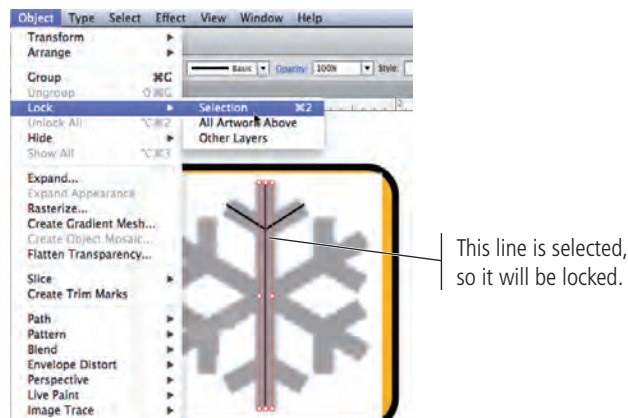 Object Type Select Effect View Window Help
Transform
Arrange
Group ⌘G
Ungroup ⇧⌘G
Lock
Unlock All ⌥⌘2
Hide
Show All ⌥⌘3
Expand...
Expand Appearance
Rasterize...
Create Gradient Mesh...
Create Object Mosaic...
Flatten Transparency...
Slice
Create Trim Marks
Path
Pattern
Blend
Envelope Distort
Perspective
Live Paint
Image Trace
Basic Opacity: 100% Style:
Selection ⌘2
All Artwork Above
Other Layers
This line is selected,
so it will be locked.